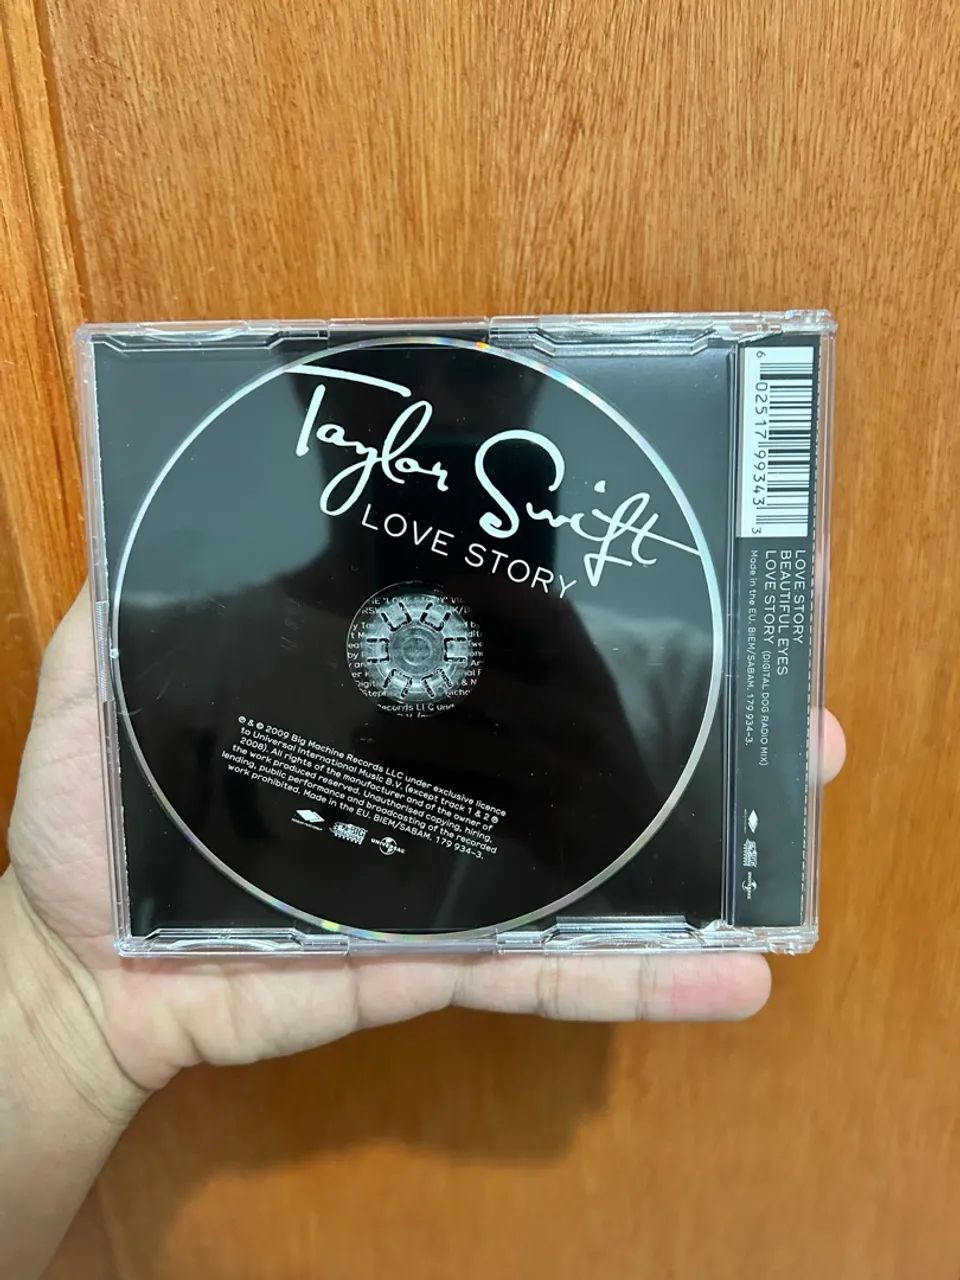 Taylor Swift
LOVE STORY
℗ & © 2009 Big Machine Records LLC under exclusive licence
to Universal International Music B.V. (except track 1 & 2 ℗
2008). All rights of the manufacturer and of the owner of
the work produced reserved. Unauthorised copying, hiring,
lending, public performance and broadcasting of the recorded
work prohibited. Made in the EU. BIEM/SABAM. 179 934-3.
UNIVERSAL
6 02517 99343 3
LOVE STORY
BEAUTIFUL EYES
LOVE STORY (DIGITAL DOG RADIO MIX)
Made in the EU. BIEM/SABAM. 179 934-3.
UNIVERSAL